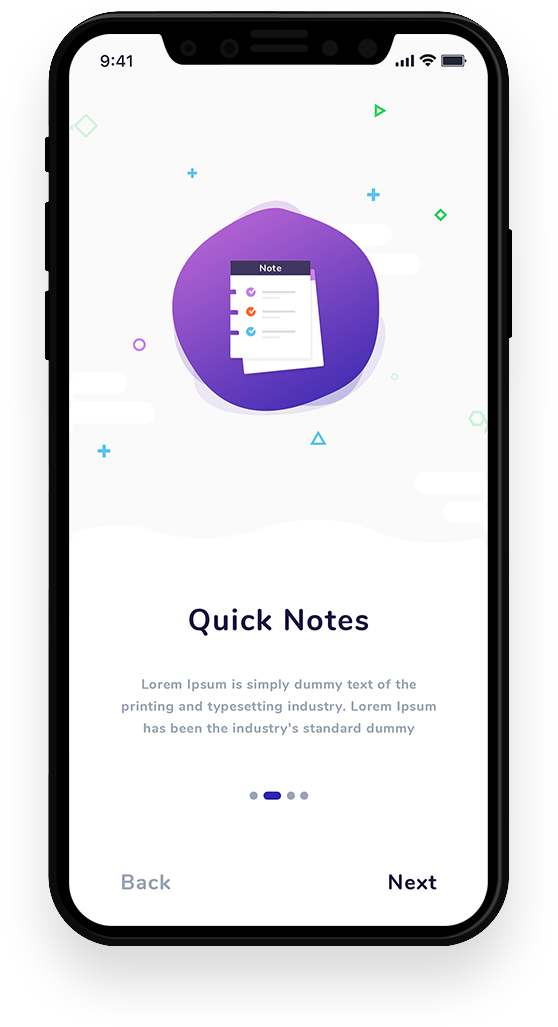 9:41
Note
Quick Notes
Lorem Ipsum is simply dummy text of the
printing and typesetting industry. Lorem Ipsum
has been the industry's standard dummy
Back
Next